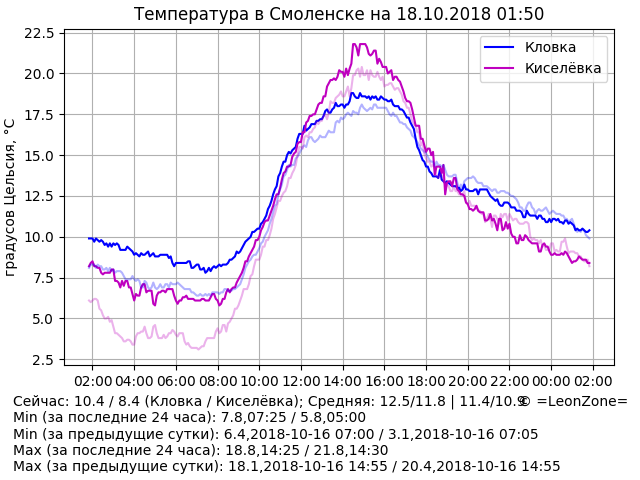 Температура в Смоленске на 18.10.2018 01:50
22.5
20.0
17.5
15.0
12.5
10.0
7.5
5.0
2.5
градусов Цельсия, °C
Кловка
Киселёвка
02:00 04:00 06:00 08:00 10:00 12:00 14:00 16:00 18:00 20:00 22:00 00:00 02:00
Сейчас: 10.4 / 8.4 (Кловка / Киселёвка); Средняя: 12.5/11.8 | 11.4/10.9 © =LeonZone=
Min (за последние 24 часа): 7.8,07:25 / 5.8,05:00
Min (за предыдущие сутки): 6.4,2018-10-16 07:00 / 3.1,2018-10-16 07:05
Max (за последние 24 часа): 18.8,14:25 / 21.8,14:30
Max (за предыдущие сутки): 18.1,2018-10-16 14:55 / 20.4,2018-10-16 14:55